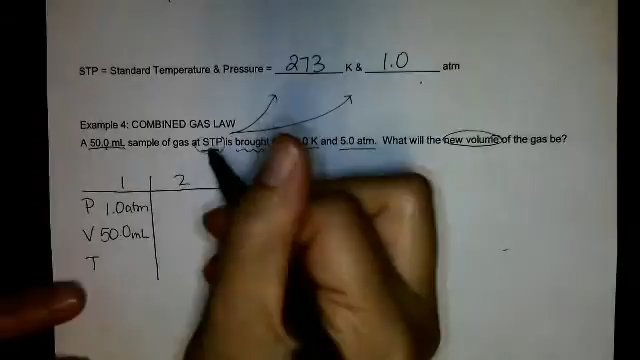 STP = Standard Temperature & Pressure = 273 K & 1.0 atm
Example 4: COMBINED GAS LAW
A 50.0 mL sample of gas at STP is brought .0 K and 5.0 atm. What will the new volume of the gas be?
1 2
P 1.0atm
V 50.0mL
T